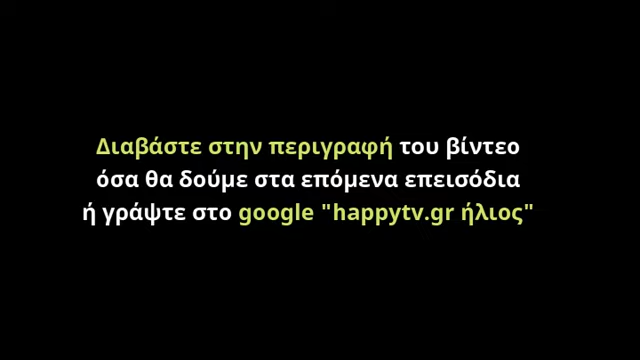 Διαβάστε στην περιγραφή του βίντεο
όσα θα δούμε στα επόμενα επεισόδια
ή γράψτε στο google "happytv.gr ήλιος"